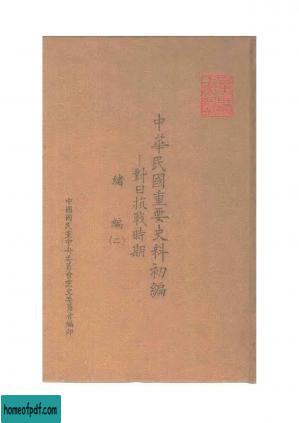 中華民國重要史料初編
—對日抗戰時期
緒編
(二)
中國國民黨中央委員會黨史委員會編印
homeofpdf.com